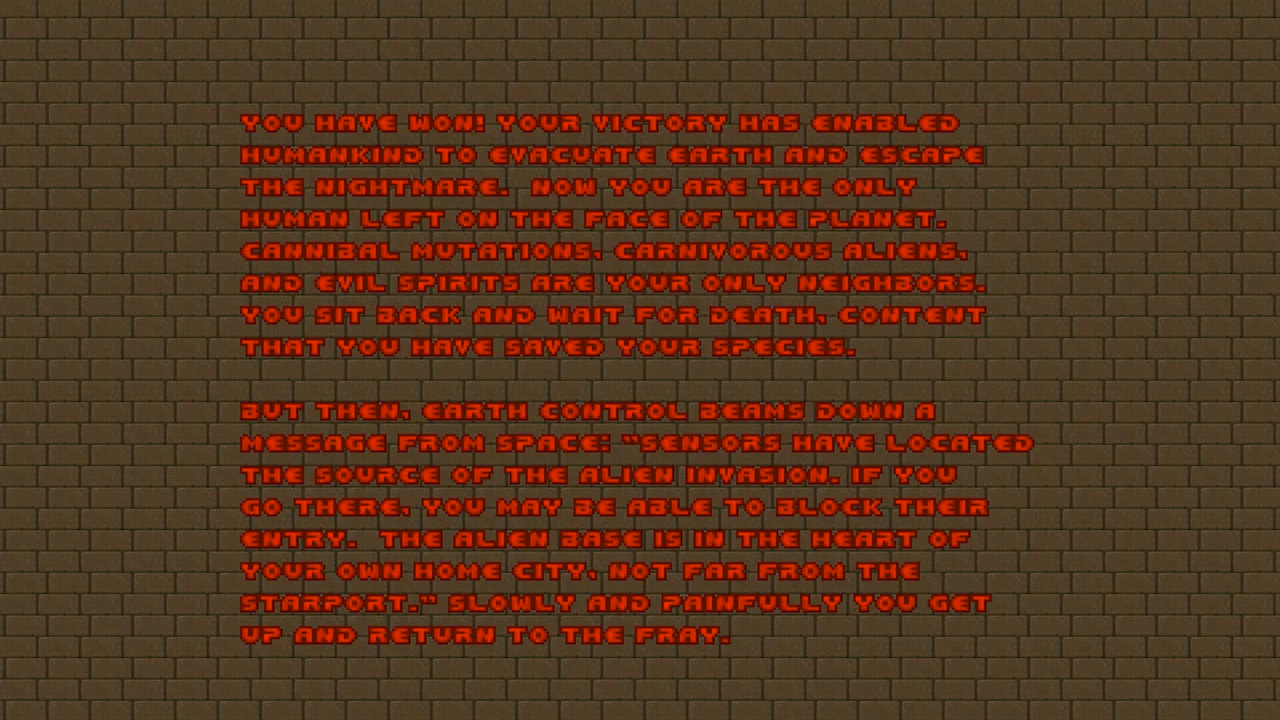 YOU HAVE WON! YOUR VICTORY HAS ENABLED
HUMANKIND TO EVACUATE EARTH AND ESCAPE
THE NIGHTMARE.  NOW YOU ARE THE ONLY
HUMAN LEFT ON THE FACE OF THE PLANET.
CANNIBAL MUTATIONS, CARNIVOROUS ALIENS,
AND EVIL SPIRITS ARE YOUR ONLY NEIGHBORS.
YOU SIT BACK AND WAIT FOR DEATH, CONTENT
THAT YOU HAVE SAVED YOUR SPECIES.

BUT THEN, EARTH CONTROL BEAMS DOWN A
MESSAGE FROM SPACE: "SENSORS HAVE LOCATED
THE SOURCE OF THE ALIEN INVASION. IF YOU
GO THERE, YOU MAY BE ABLE TO BLOCK THEIR
ENTRY.  THE ALIEN BASE IS IN THE HEART OF
YOUR OWN HOME CITY, NOT FAR FROM THE
STARPORT." SLOWLY AND PAINFULLY YOU GET
UP AND RETURN TO THE FRAY.